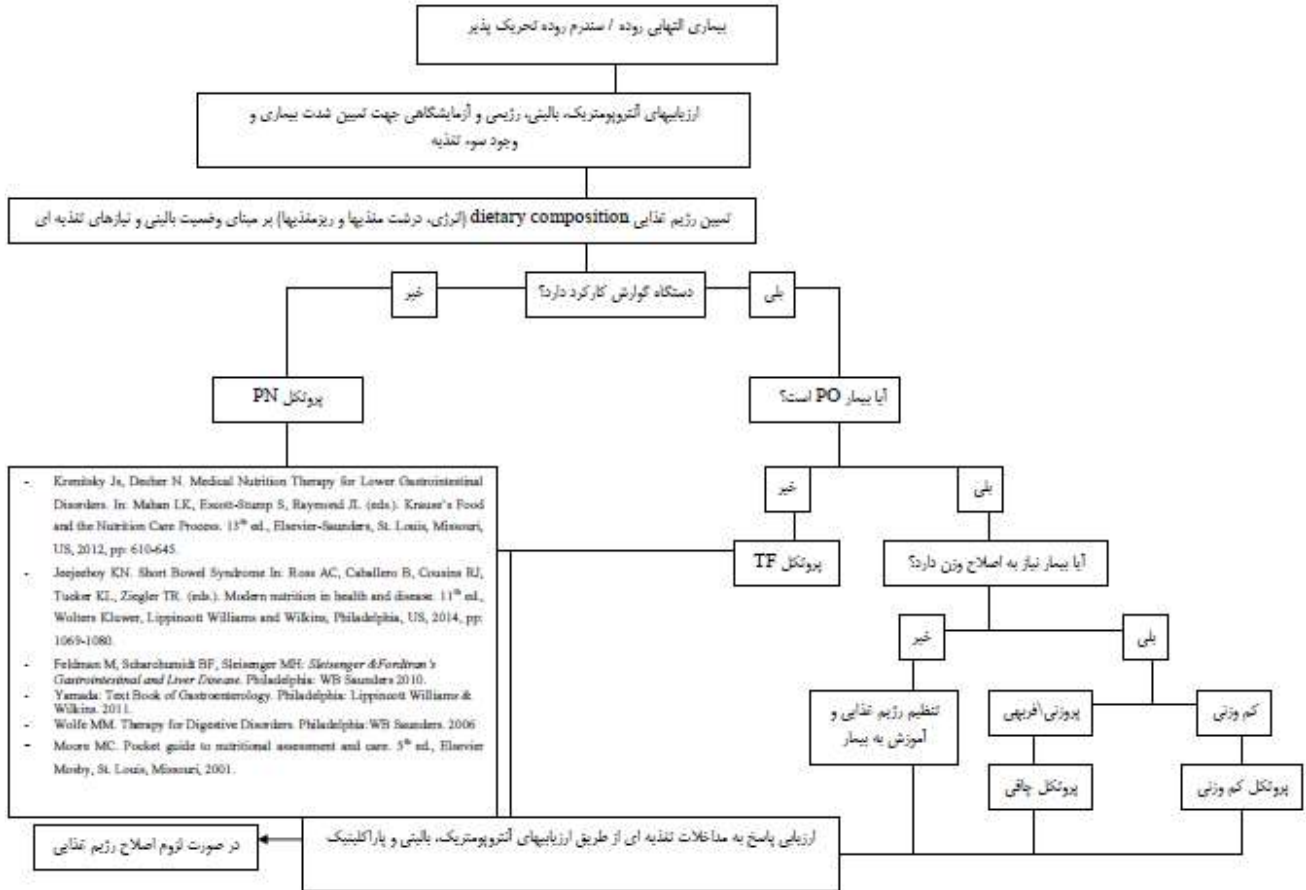 بیماری التهابی روده / سندرم روده تحریک پذیر
ارزیابیهای آنتروپومتریک، بالینی، رژیمی و آزمایشگاهی جهت تعیین شدت بیماری و
وجود سوء تغذیه
تعیین رژیم غذایی dietary composition (انرژی، درشت مغذیها و ریزمغذیها) بر مبنای وضعیت بالینی و نیازهای تغذیه ای
دستگاه گوارش کارکرد دارد؟
بلی
خیر
آیا بیمار PO است؟
پروتکل PN
بلی
خیر
آیا بیمار نیاز به اصلاح وزن دارد؟
پروتکل TF
- Krenitsky Js, Decher N. Medical Nutrition Therapy for Lower Gastrointestinal
Disorders. In: Mahan LK, Escott-Stump S, Raymond JL (eds.). Krause's Food
and the Nutrition Care Process. 13th ed., Elsevier-Saunders, St. Louis, Missouri,
US, 2012, pp: 610-645.
- Jeejeeboy KN. Short Bowel Syndrome In: Ross AC, Caballero B, Cousins RJ,
Tucker KL, Ziegler TR. (eds.). Modern nutrition in health and disease. 11th ed.,
Wolters Kluwer, Lippincott Williams and Wilkins, Philadelphia, US, 2014, pp:
1069-1080.
- Feldman M, Scharchumidt BF, Sleisenger MH: Sleisenger &Fordtran's
Gastrointestinal and Liver Disease. Philadelphia: WB Saunders 2010.
- Yamada: Text Book of Gastroenterology. Philadelphia: Lippincott Williams &
Wilkins. 2011.
- Wolfe MM. Therapy for Digestive Disorders. Philadelphia:WB Saunders. 2006
- Moore MC. Pocket guide to nutritional assessment and care. 5th ed., Elsevier
Mosby, St. Louis, Missouri, 2001.
بلی
خیر
کم وزنی
پروزنی\فربهی
تنظیم رژیم غذایی و
آموزش به بیمار
پروتکل کم وزنی
پروتکل چاقی
ارزیابی پاسخ به مداخلات تغذیه ای از طریق ارزیابیهای آنتروپومتریک، بالینی و پاراکلینیک
در صورت لزوم اصلاح رژیم غذایی